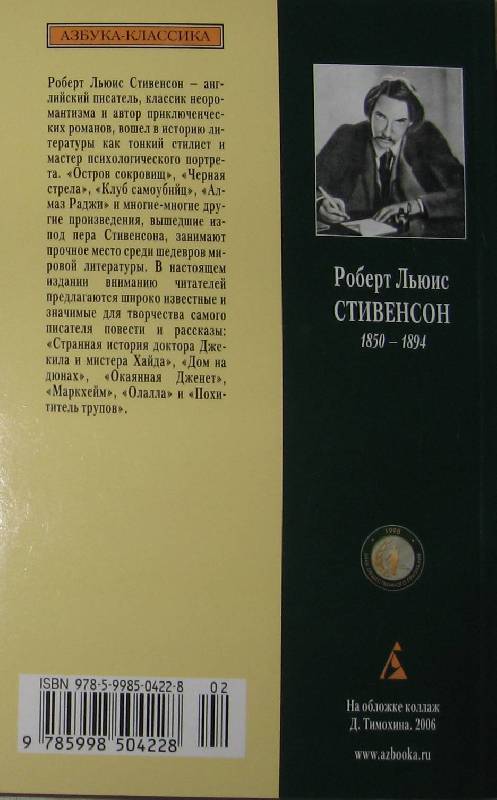 АЗБУКА-КЛАССИКА
Роберт Льюис Стивенсон – анг-
лийский писатель, классик неоро-
мантизма и автор приключенчес-
ких романов, вошел в историю ли-
тературы как тонкий стилист и
мастер психологического портре-
та. «Остров сокровищ», «Черная
стрела», «Клуб самоубийц», «Ал-
маз Раджи» и многие-многие дру-
гие произведения, вышедшие из-
под пера Стивенсона, занимают
прочное место среди шедевров ми-
ровой литературы. В настоящем
издании вниманию читателей
предлагаются широко известные и
значимые для творчества самого
писателя повести и рассказы:
«Странная история доктора Дже-
кила и мистера Хайда», «Дом на
дюнах», «Окаянная Дженет»,
«Маркхейм», «Олалла» и «Похи-
титель трупов».
Роберт Льюис
СТИВЕНСОН
1850 – 1894
1998
ISBN 978-5-9985-0422-8
02
9 785998 504228
На обложке коллаж
Д. Тимохина. 2006
www.azbooka.ru